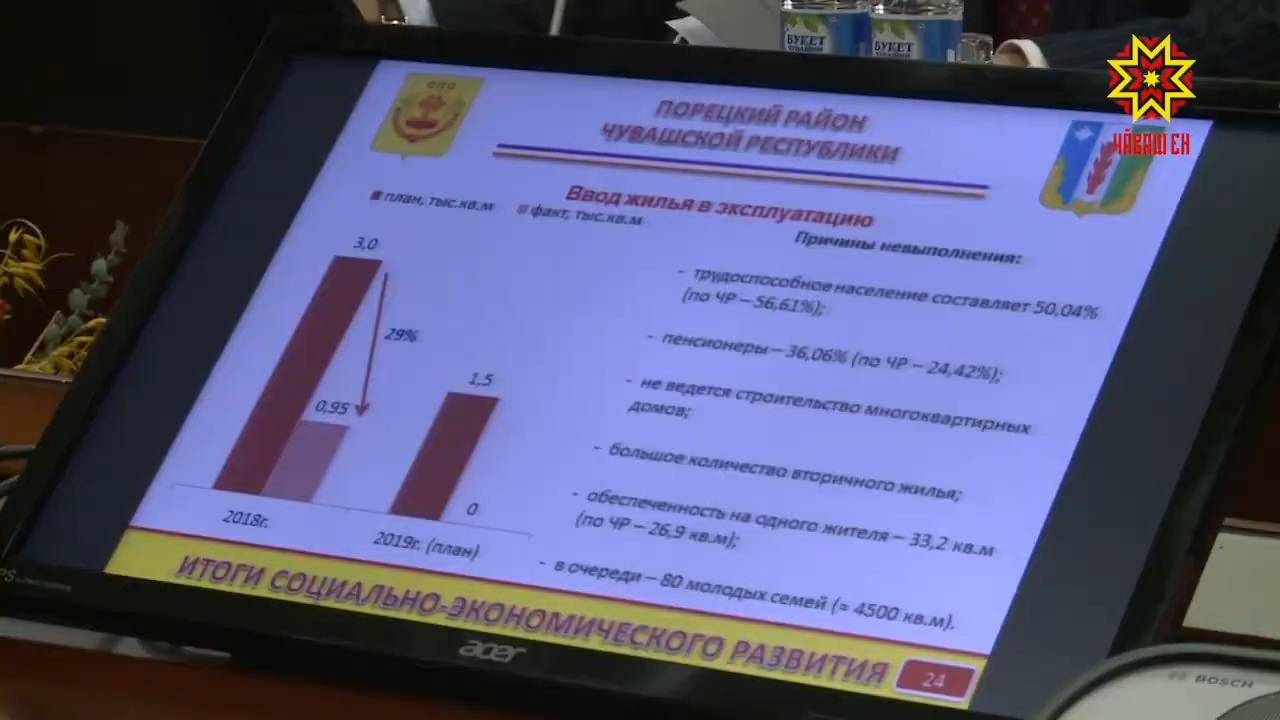 БУКЕТ
ЧУВАШИИ
БУКЕТ
ЧУВАШИИ
ЧӐВАШ ЕН
ПОРЕЦКИЙ РАЙОН
ЧУВАШСКОЙ РЕСПУБЛИКИ
Ввод жилья в эксплуатацию
план, тыс.кв.м
факт, тыс.кв.м
Причины невыполнения:
3,0
29%
0,95
1,5
0
2018г.
2019г. (план)
- трудоспособное население составляет 50,04%
(по ЧР – 56,61%);
- пенсионеры – 36,06% (по ЧР – 24,42%);
- не ведется строительство многоквартирных
домов;
- большое количество вторичного жилья;
- обеспеченность на одного жителя – 33,2 кв.м
(по ЧР – 26,9 кв.м);
- в очереди – 80 молодых семей (≈ 4500 кв.м).
ИТОГИ СОЦИАЛЬНО-ЭКОНОМИЧЕСКОГО РАЗВИТИЯ
24
acer
BOSCH